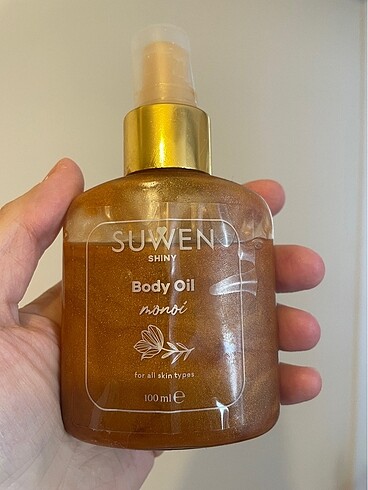 SUWEN
SHINY
Body Oil
monoi
for all skin types
100 ml ℮